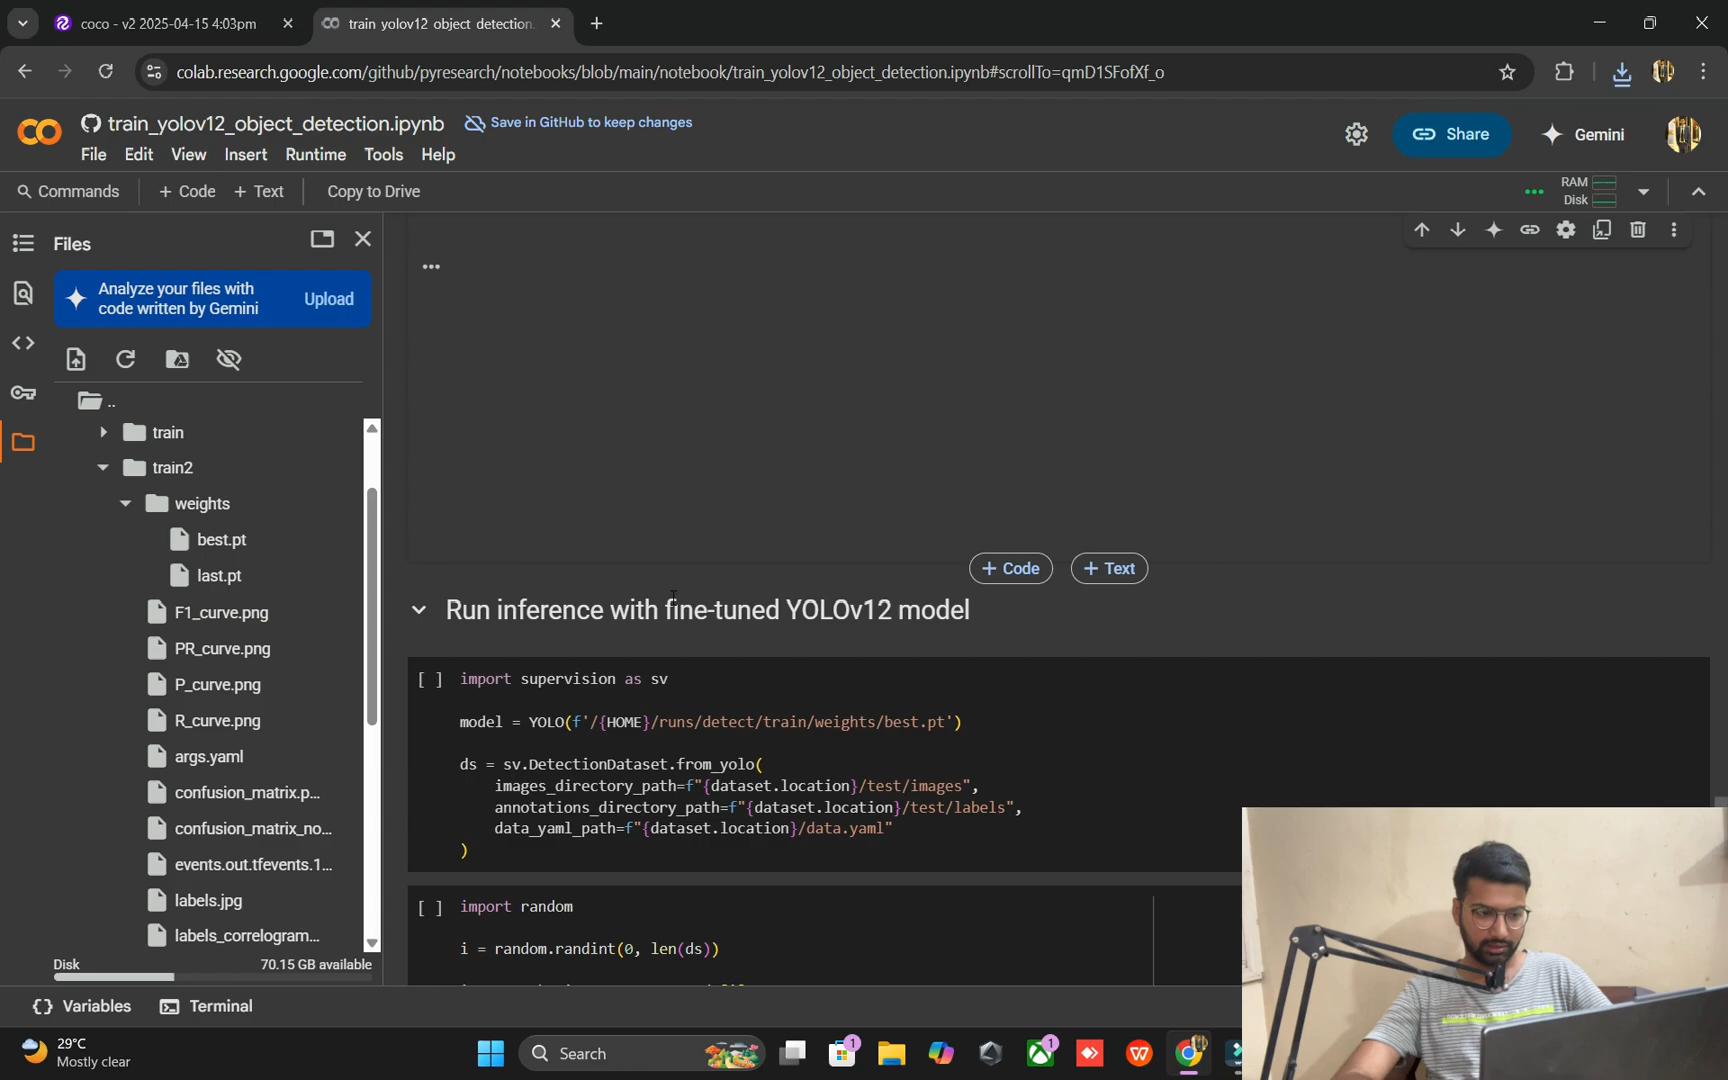 coco - v2 2025-04-15 4:03pm
train_yolov12_object_detection.
colab.research.google.com/github/pyresearch/notebooks/blob/main/notebook/train_yolov12_object_detection.ipynb#scrollTo=qmD1SFofXf_o
train_yolov12_object_detection.ipynb
Save in GitHub to keep changes
Share
Gemini
File Edit View Insert Runtime Tools Help
Commands
+ Code + Text
Copy to Drive
RAM
Disk
Files
Analyze your files with
code written by Gemini
Upload
..
train
train2
weights
best.pt
last.pt
F1_curve.png
PR_curve.png
P_curve.png
R_curve.png
args.yaml
confusion_matrix.p...
confusion_matrix_no...
events.out.tfevents.1...
labels.jpg
labels_correlogram...
Disk
70.15 GB available
+ Code
+ Text
Run inference with fine-tuned YOLOv12 model
[ ] import supervision as sv
model = YOLO(f'/{HOME}/runs/detect/train/weights/best.pt')
ds = sv.DetectionDataset.from_yolo(
images_directory_path=f"{dataset.location}/test/images",
annotations_directory_path=f"{dataset.location}/test/labels",
data_yaml_path=f"{dataset.location}/data.yaml"
)
[ ] import random
i = random.randint(0, len(ds))
Variables
Terminal
29°C
Mostly clear
Search
1
1